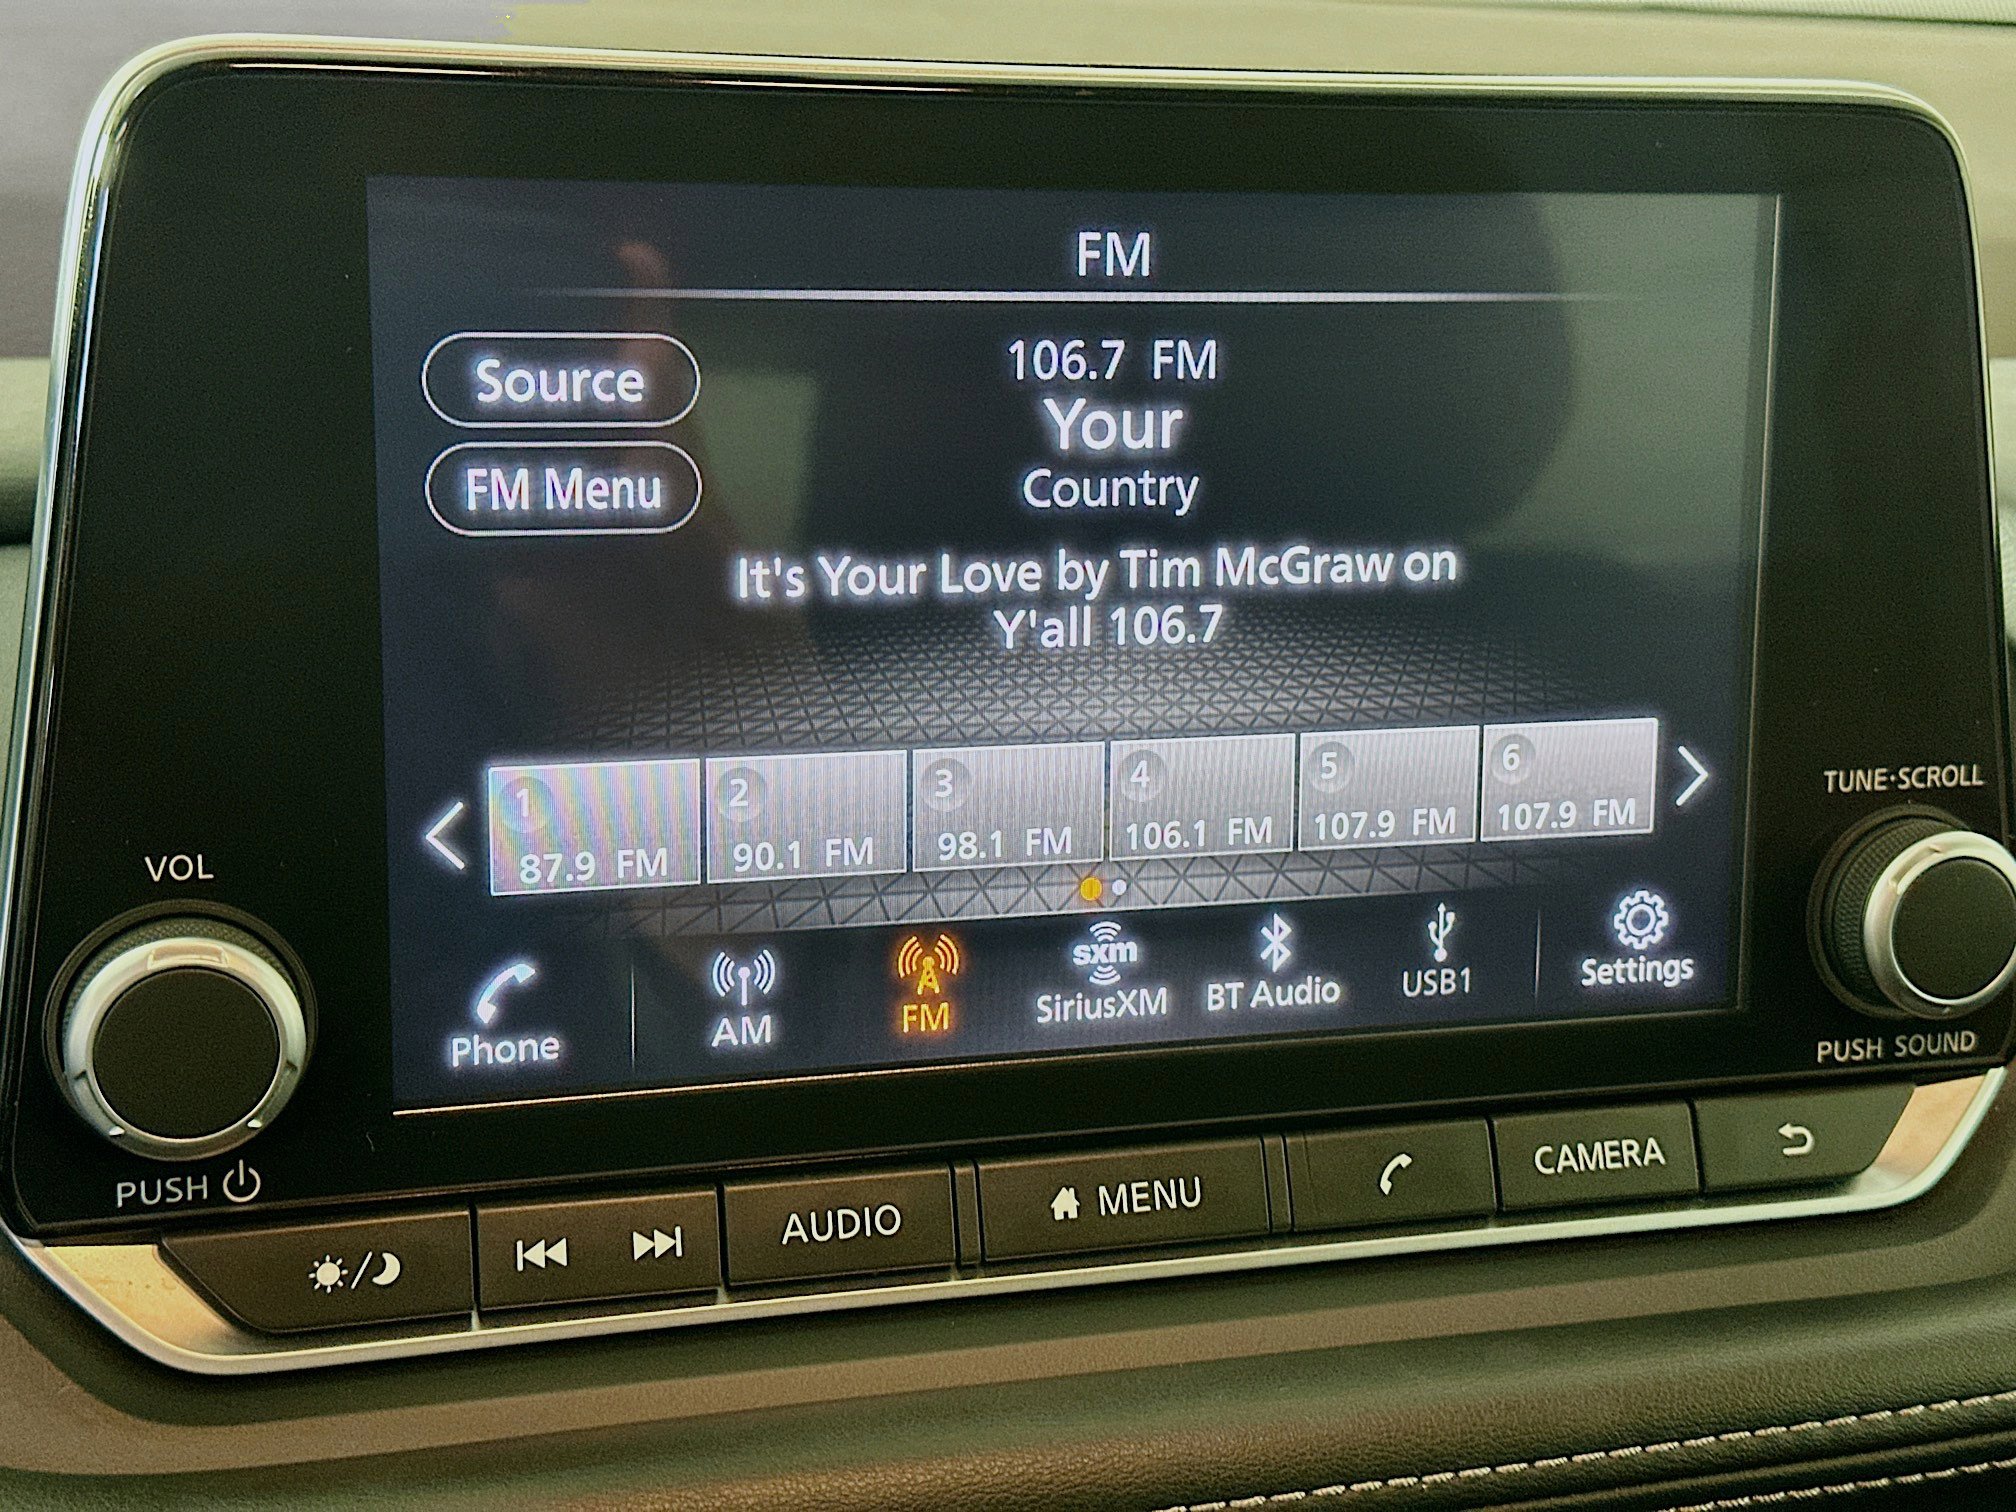 FM
Source
106.7 FM
Your
FM Menu
Country
It's Your Love by Tim McGraw on
Y'all 106.7
1 2 3 4 5 6
87.9 FM 90.1 FM 98.1 FM 106.1 FM 107.9 FM 107.9 FM
Phone AM FM sxm SiriusXM BT Audio USB1 Settings
VOL
PUSH
TUNE·SCROLL
PUSH SOUND
AUDIO MENU CAMERA